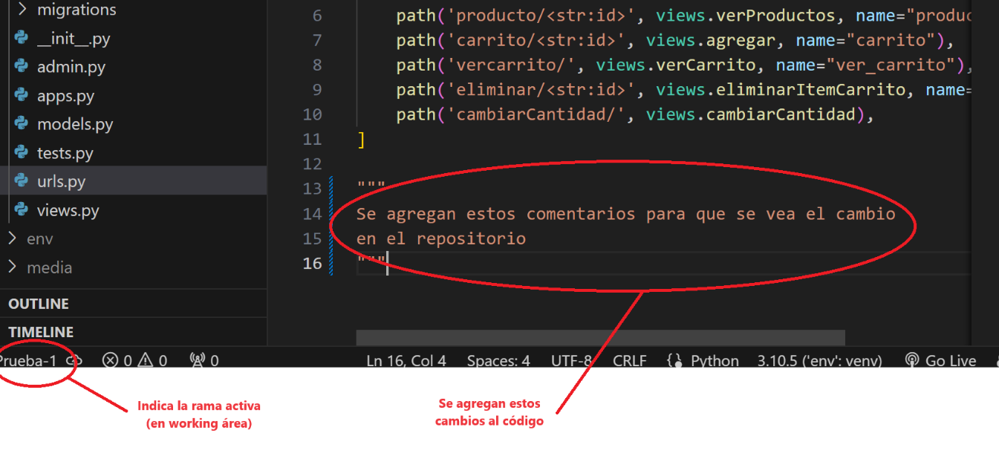 migrations
__init__.py
admin.py
apps.py
models.py
tests.py
urls.py
views.py
env
media
OUTLINE
TIMELINE
6 path('producto/<str:id>', views.verProductos, name="produc
7 path('carrito/<str:id>', views.agregar, name="carrito"),
8 path('vercarrito/', views.verCarrito, name="ver_carrito"),
9 path('eliminar/<str:id>', views.eliminarItemCarrito, name=
10 path('cambiarCantidad/', views.cambiarCantidad),
11 ]
12
13 """
14 Se agregan estos comentarios para que se vea el cambio
15 en el repositorio
16 """
Prueba-1 0 0 0 Ln 16, Col 4 Spaces: 4 UTF-8 CRLF {} Python 3.10.5 ('env': venv) Go Live
Indica la rama activa
(en working área)
Se agregan estos
cambios al código